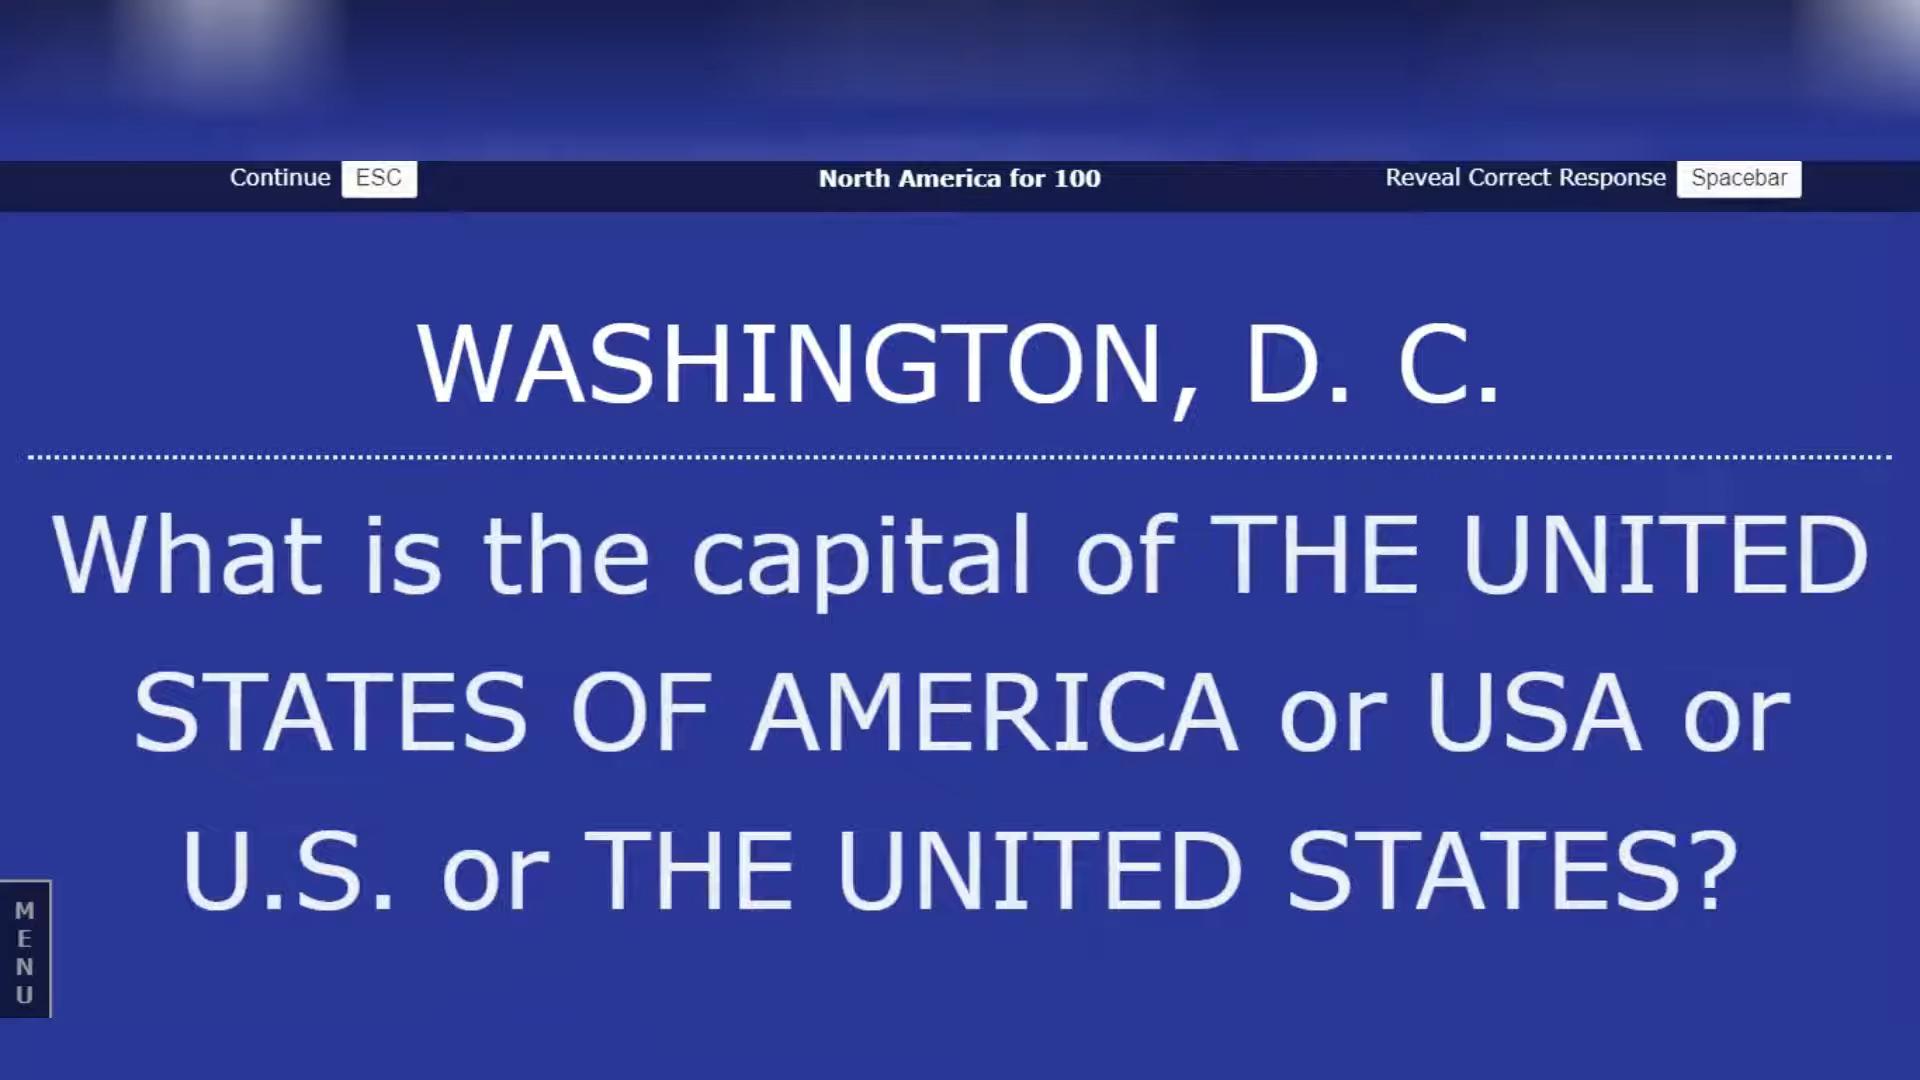 Continue ESC North America for 100 Reveal Correct Response Spacebar
WASHINGTON, D. C.
What is the capital of THE UNITED
STATES OF AMERICA or USA or
U.S. or THE UNITED STATES?
MENU